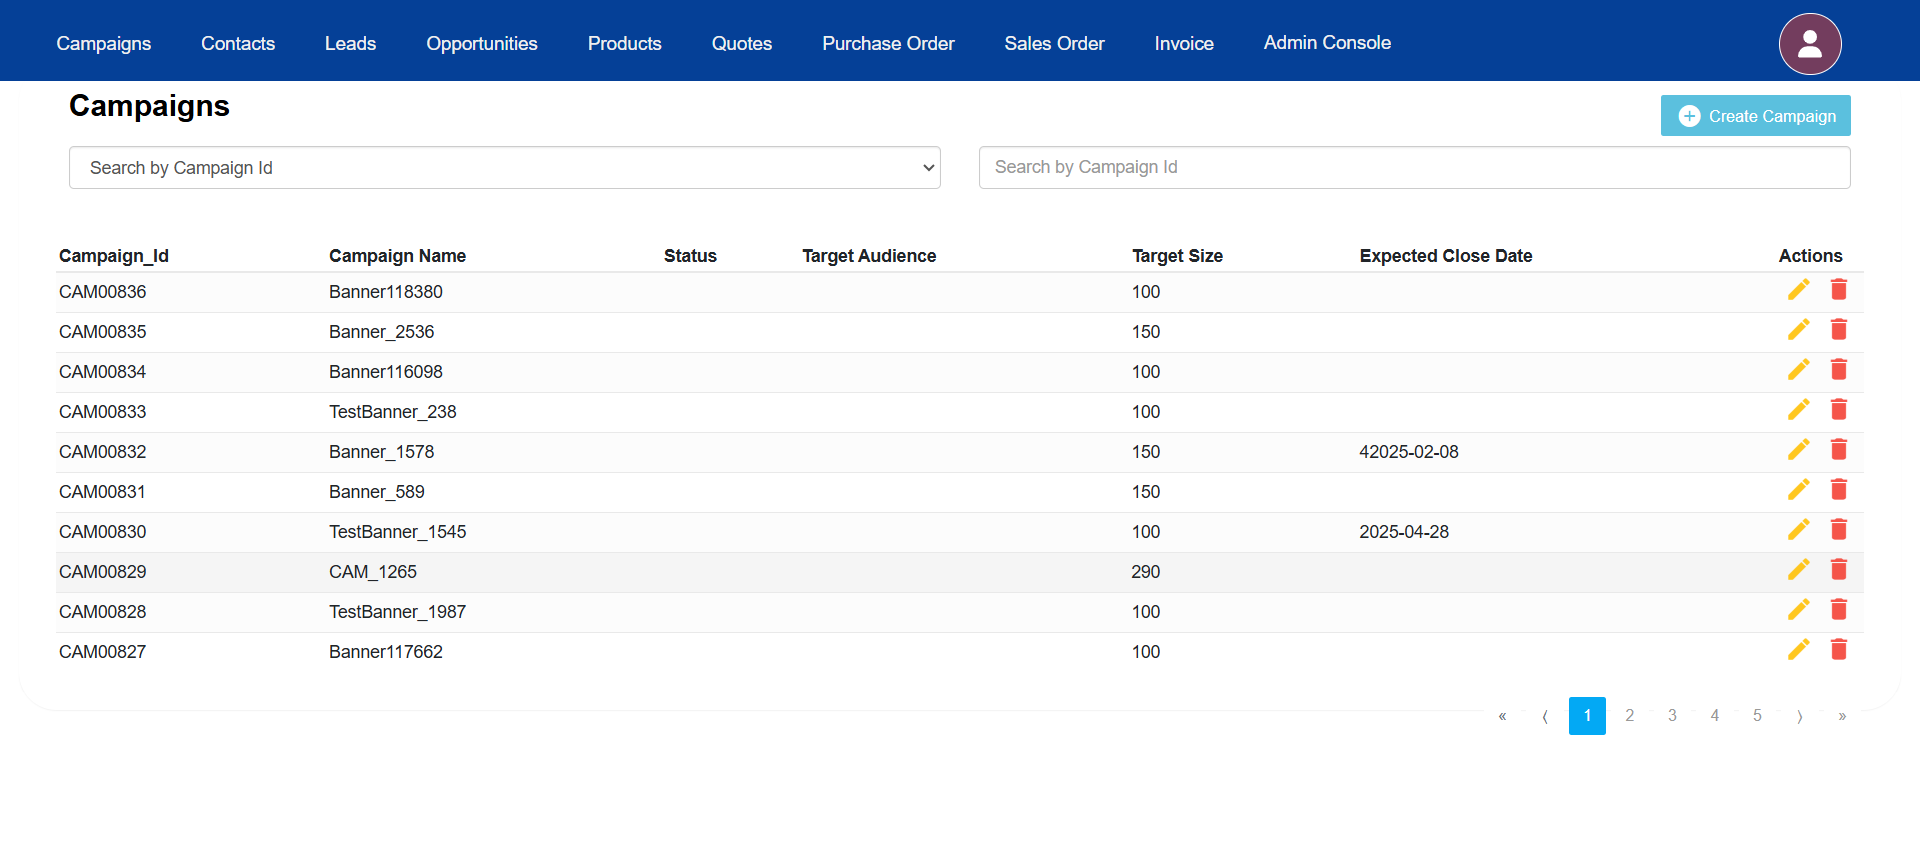 Campaigns Contacts Leads Opportunities Products Quotes Purchase Order Sales Order Invoice Admin Console
Campaigns
Create Campaign
Search by Campaign Id Search by Campaign Id
Campaign_Id Campaign Name Status Target Audience Target Size Expected Close Date Actions
CAM00836 Banner118380 100
CAM00835 Banner_2536 150
CAM00834 Banner116098 100
CAM00833 TestBanner_238 100
CAM00832 Banner_1578 150 42025-02-08
CAM00831 Banner_589 150
CAM00830 TestBanner_1545 100 2025-04-28
CAM00829 CAM_1265 290
CAM00828 TestBanner_1987 100
CAM00827 Banner117662 100
« ⟨ 1 2 3 4 5 ⟩ »